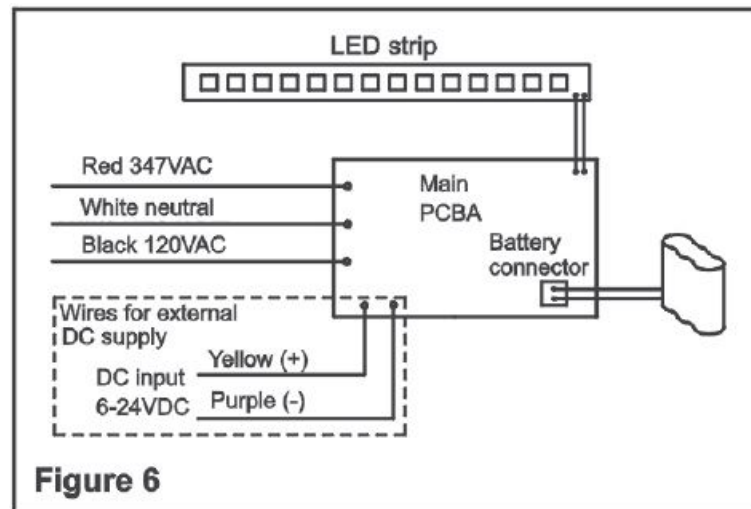 LED strip
Red 347VAC
White neutral
Black 120VAC
Main
PCBA
Battery
connector
Wires for external
DC supply
Yellow (+)
DC input
6-24VDC
Purple (-)
Figure 6